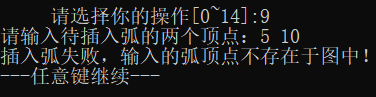 请选择你的操作[0~14]:9
请输入待插入弧的两个顶点：5 10
插入弧失败，输入的弧顶点不存在于图中！
---任意键继续---